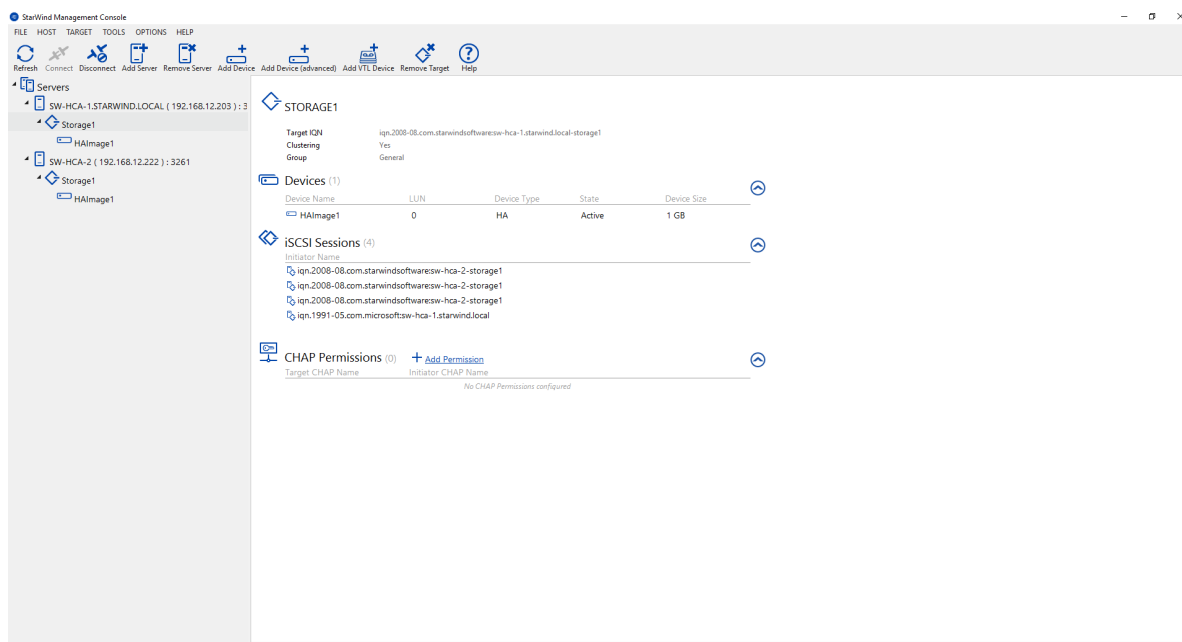 StarWind Management Console
FILE HOST TARGET TOOLS OPTIONS HELP
Refresh Connect Disconnect Add Server Remove Server Add Device Add Device (advanced) Add VTL Device Remove Target Help
Servers
SW-HCA-1.STARWIND.LOCAL ( 192.168.12.203 ) : 3
Storage1
HAImage1
SW-HCA-2 ( 192.168.12.222 ) : 3261
Storage1
HAImage1
STORAGE1
Target IQN iqn.2008-08.com.starwindsoftware:sw-hca-1.starwind.local-storage1
Clustering Yes
Group General
Devices (1)
Device Name LUN Device Type State Device Size
HAImage1 0 HA Active 1 GB
iSCSI Sessions (4)
Initiator Name
iqn.2008-08.com.starwindsoftware:sw-hca-2-storage1
iqn.2008-08.com.starwindsoftware:sw-hca-2-storage1
iqn.2008-08.com.starwindsoftware:sw-hca-2-storage1
iqn.1991-05.com.microsoft:sw-hca-1.starwind.local
CHAP Permissions (0) Add Permission
Target CHAP Name Initiator CHAP Name
No CHAP Permissions configured